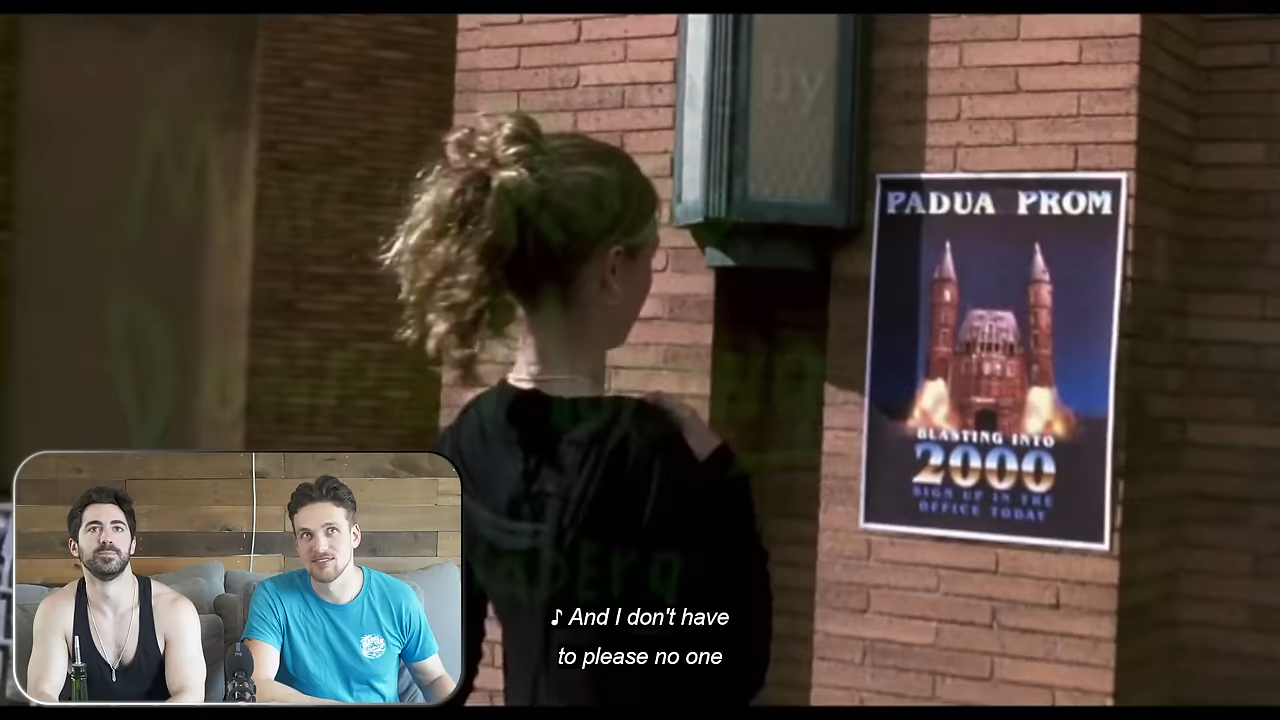 PADUA PROM
BLASTING INTO
2000
SIGN UP IN THE
OFFICE TODAY
♪ And I don't have
to please no one